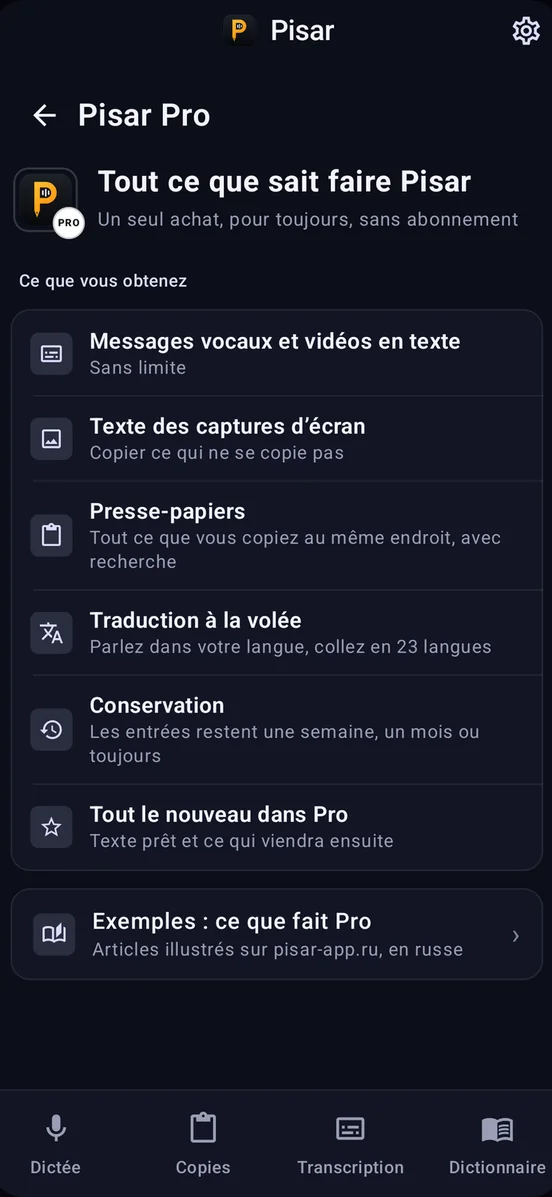 Pisar
Pisar Pro
Tout ce que sait faire Pisar
PRO
Un seul achat, pour toujours, sans abonnement
Ce que vous obtenez
Messages vocaux et vidéos en texte
Sans limite
Texte des captures d’écran
Copier ce qui ne se copie pas
Presse-papiers
Tout ce que vous copiez au même endroit, avec
recherche
Traduction à la volée
Parlez dans votre langue, collez en 23 langues
Conservation
Les entrées restent une semaine, un mois ou
toujours
Tout le nouveau dans Pro
Texte prêt et ce qui viendra ensuite
Exemples : ce que fait Pro
Articles illustrés sur pisar-app.ru, en russe
Dictée
Copies
Transcription
Dictionnaire